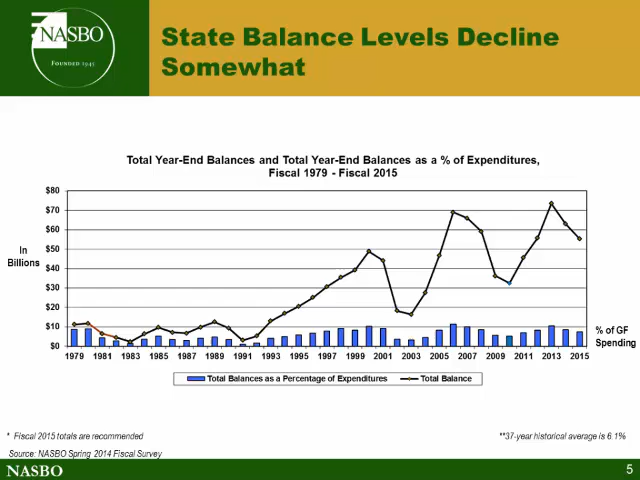 NASBO
FOUNDED 1945
State Balance Levels Decline
Somewhat
Total Year-End Balances and Total Year-End Balances as a % of Expenditures,
Fiscal 1979 - Fiscal 2015
In
Billions
$80
$70
$60
$50
$40
$30
$20
$10
$0
1979 1981 1983 1985 1987 1989 1991 1993 1995 1997 1999 2001 2003 2005 2007 2009 2011 2013 2015
% of GF
Spending
Total Balances as a Percentage of Expenditures Total Balance
* Fiscal 2015 totals are recommended
**37-year historical average is 6.1%
Source: NASBO Spring 2014 Fiscal Survey
NASBO
5